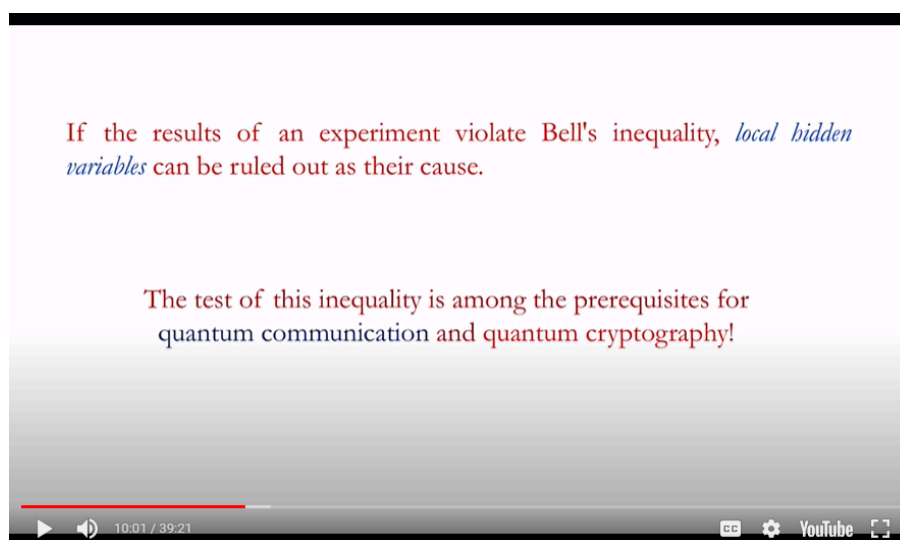 If the results of an experiment violate Bell's inequality, local hidden
variables can be ruled out as their cause.
The test of this inequality is among the prerequisites for
quantum communication and quantum cryptography!
10:01 / 39:21
CC
YouTube